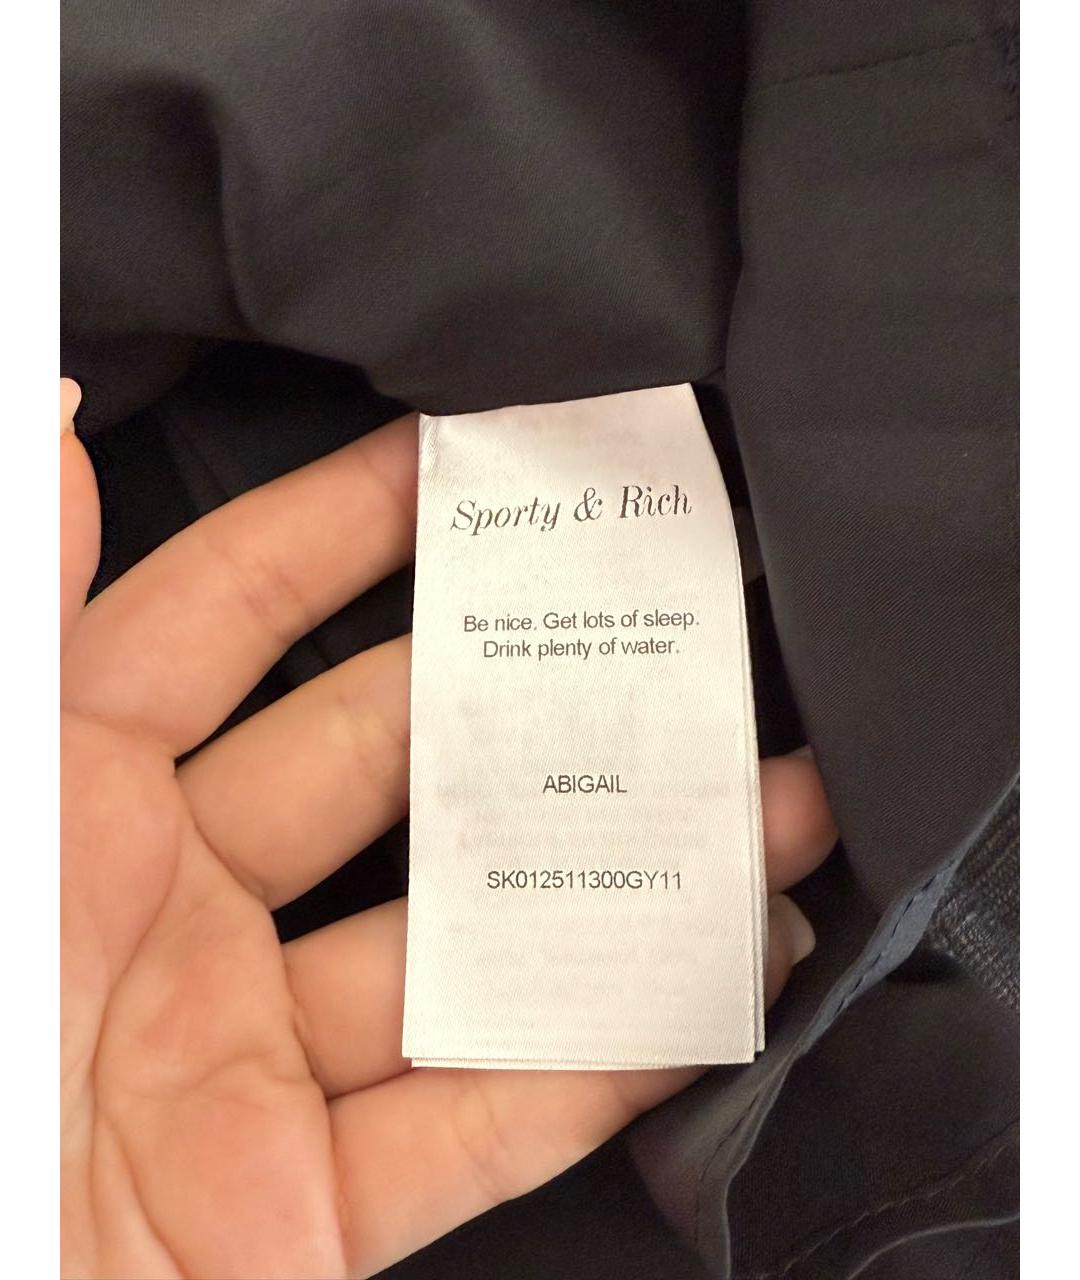 Sporty & Rich
Be nice. Get lots of sleep.
Drink plenty of water.
ABIGAIL
SK012511300GY11